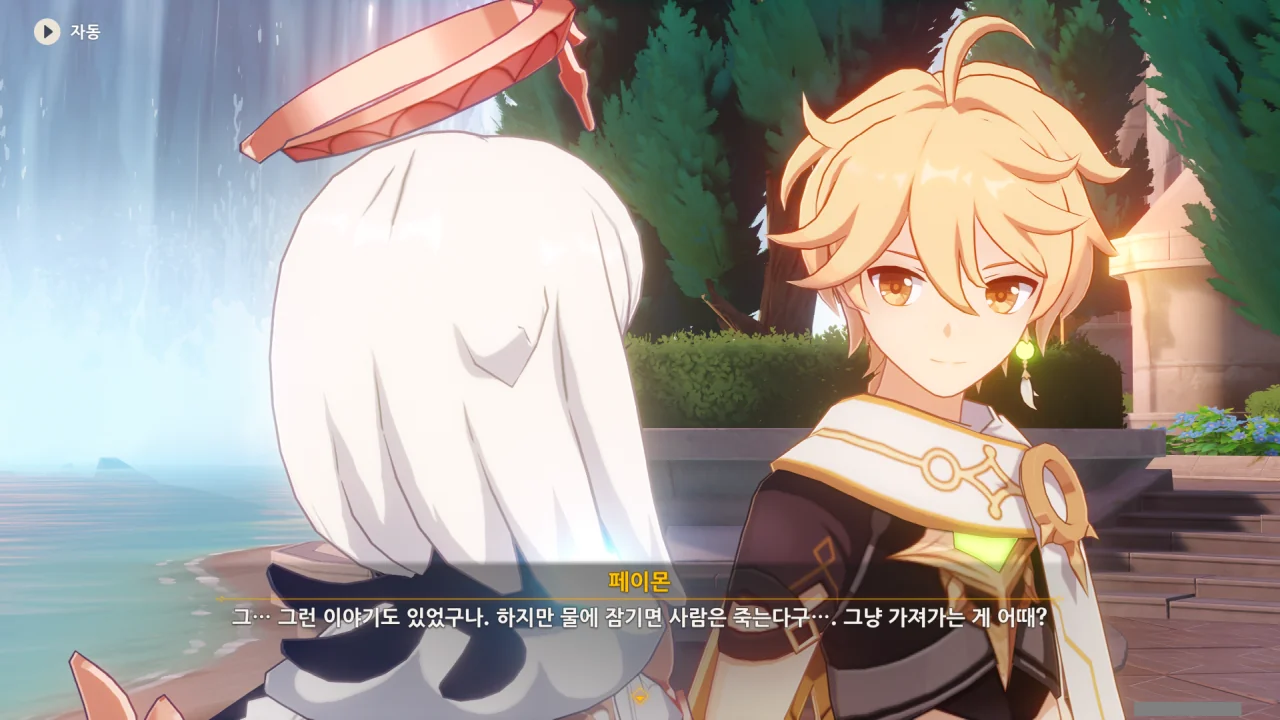 자동
페이몬
그… 그런 이야기도 있었구나. 하지만 물에 잠기면 사람은 죽는다구…. 그냥 가져가는 게 어때?